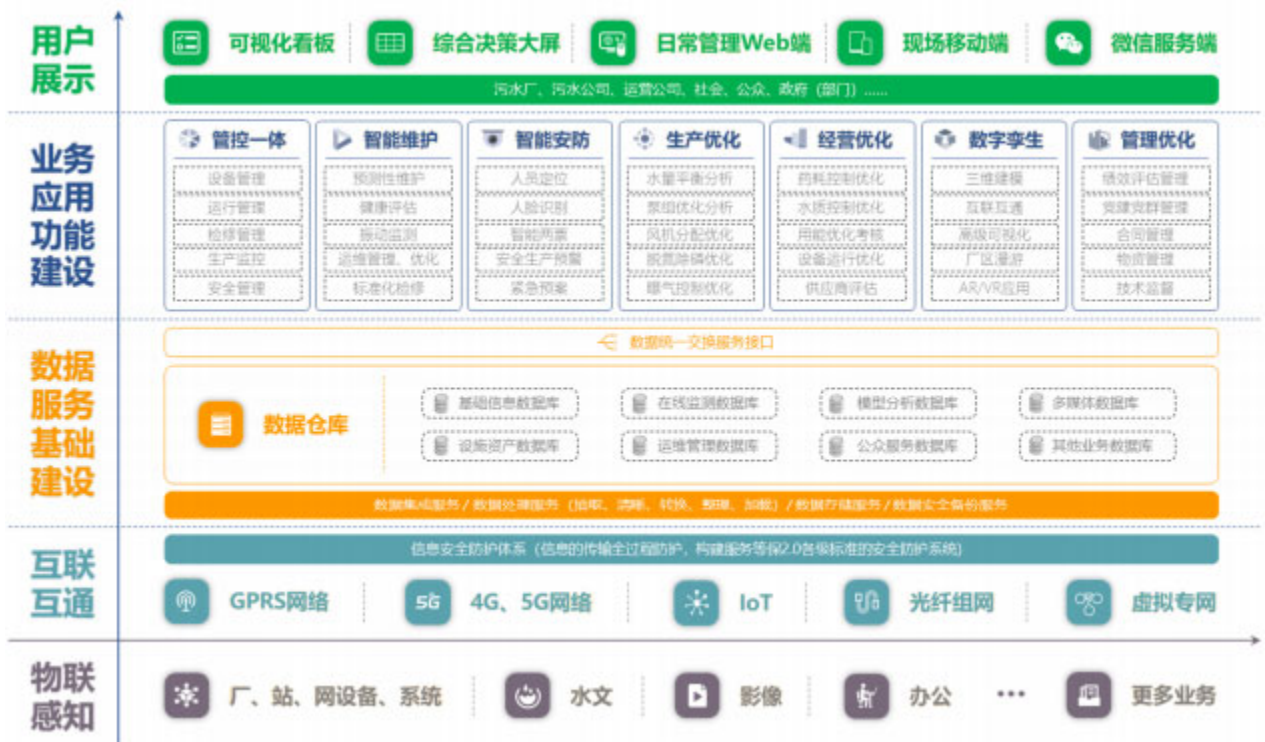 用户
展示
可视化看板
综合决策大屏
日常管理Web端
现场移动端
微信服务端
污水厂、污水公司、运营公司、社会、公众、政府（部门）......
业务
应用
功能
建设
管控一体
设备管理
运行管理
检修管理
生产监控
安全管理
智能维护
预测性维护
健康评估
振动监测
运维管理、优化
标准化检修
智能安防
人员定位
人脸识别
智能两票
安全生产预警
紧急预案
生产优化
水量平衡分析
泵组优化分析
风机分配优化
脱氮除磷优化
曝气控制优化
经营优化
药耗控制优化
水质控制优化
用能优化考核
设备运行优化
供应商评估
数字孪生
三维建模
互联互通
高级可视化
厂区漫游
AR/VR应用
管理优化
绩效评估管理
党建党群管理
合同管理
物资管理
技术监督
数据
服务
基础
建设
数据统一交换服务接口
数据仓库
基础信息数据库
在线监测数据库
模型分析数据库
多媒体数据库
设施资产数据库
运维管理数据库
公众服务数据库
其他业务数据库
数据集成服务 / 数据处理服务（抽取、清晰、转换、整理、加载）/ 数据存储服务 / 数据安全备份服务
互联
互通
信息安全防护体系（信息的传输全过程防护，构建服务等保2.0各级标准的安全防护系统)
GPRS网络
5G
4G、5G网络
IoT
光纤组网
虚拟专网
物联
感知
厂、站、网设备、系统
水文
影像
办公
•••
更多业务